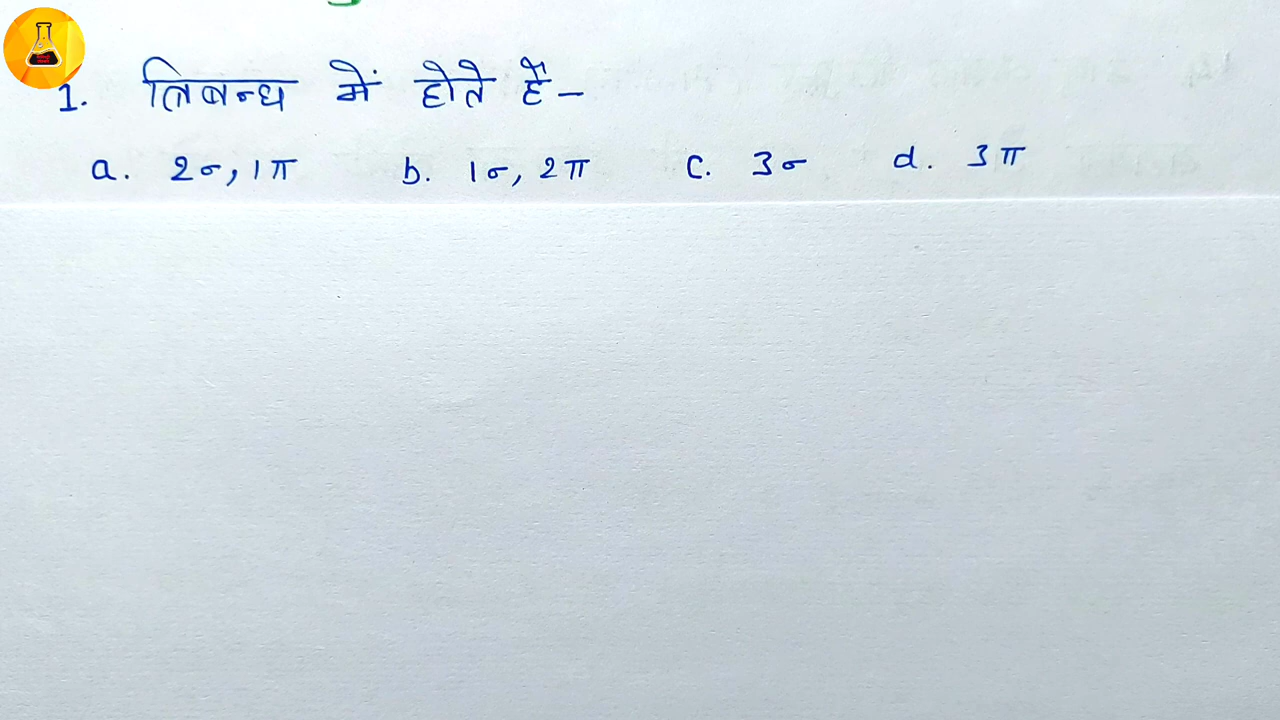 1. त्रिबन्ध में होते हैं-
a. 2σ, 1π b. 1σ, 2π c. 3σ d. 3π